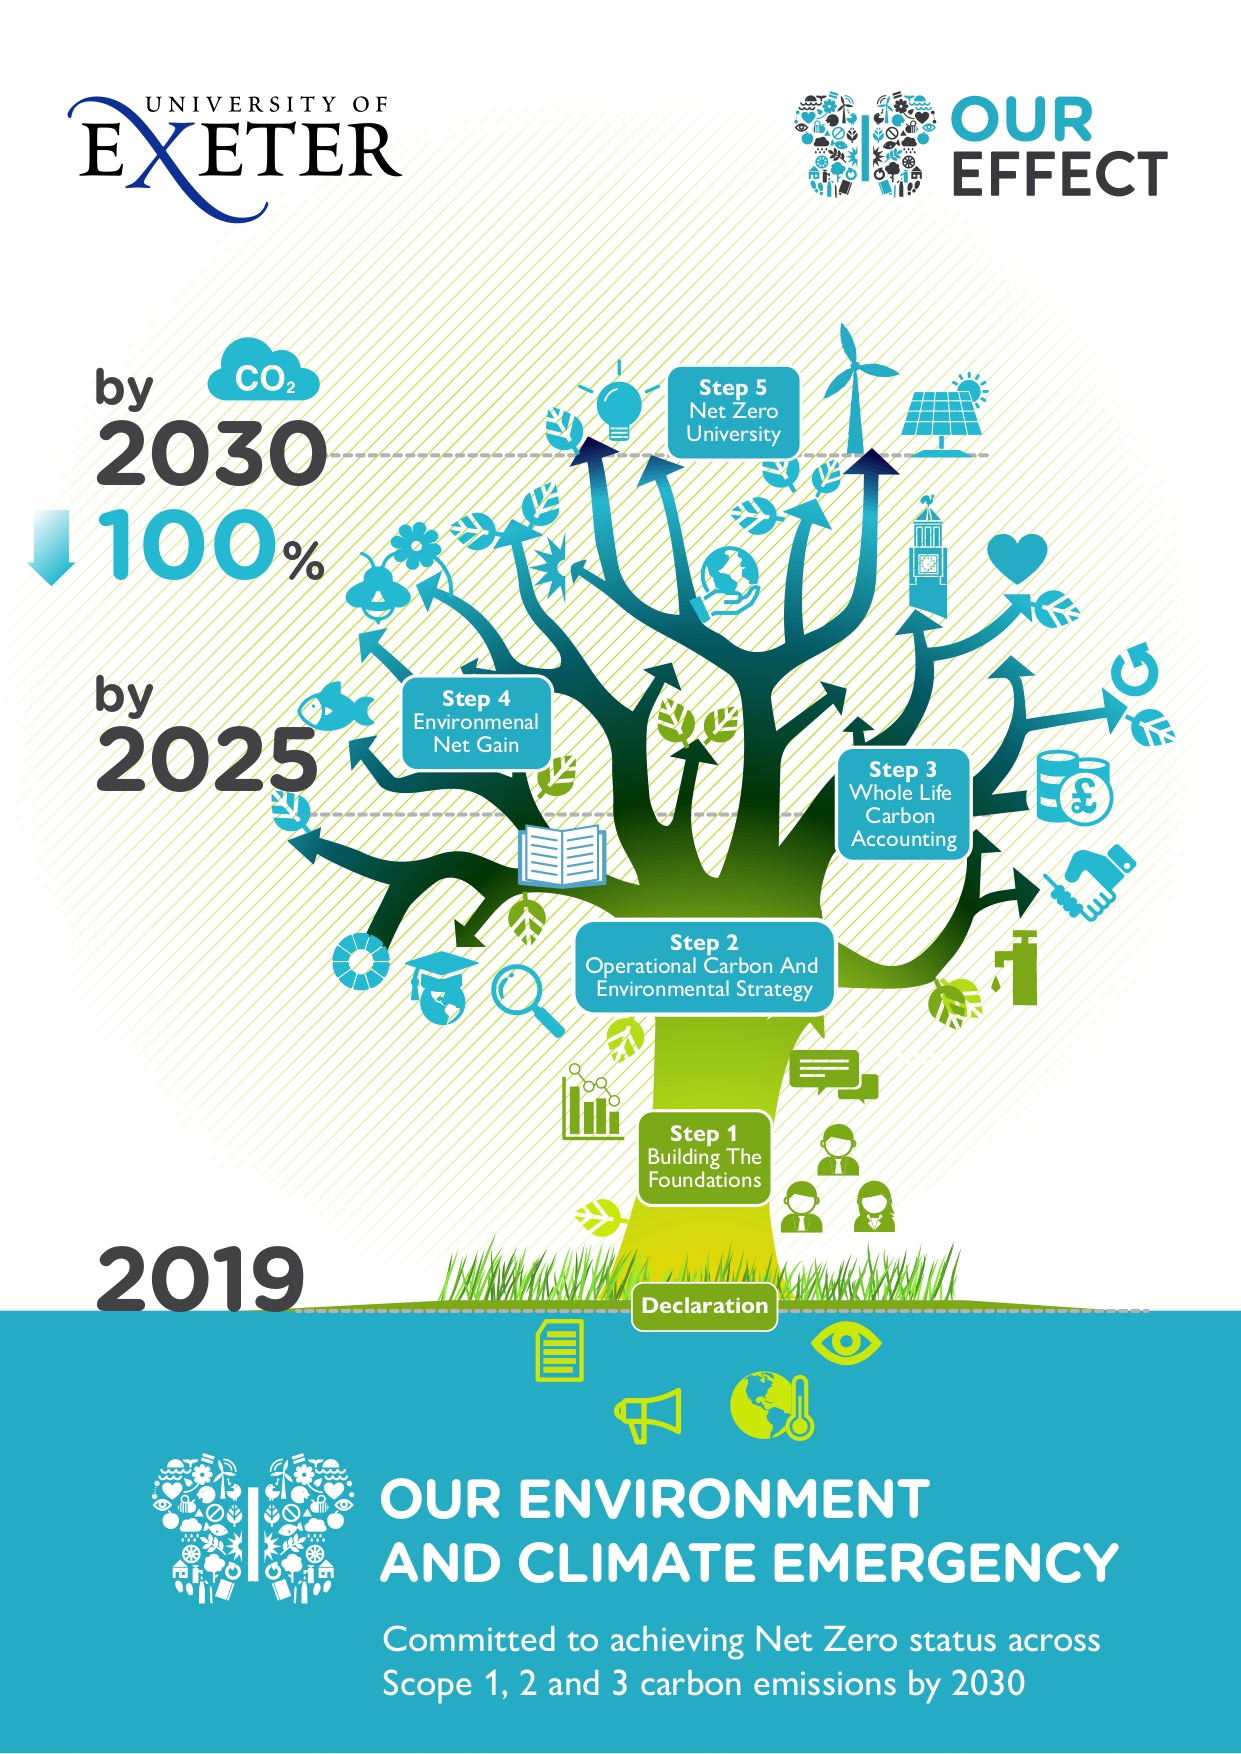 UNIVERSITY OF
EXETER
OUR
EFFECT
by
CO₂
2030
100%
by
2025
2019
Step 5
Net Zero
University
Step 4
Environmenal
Net Gain
Step 3
Whole Life
Carbon
Accounting
£
Step 2
Operational Carbon And
Environmental Strategy
Step 1
Building The
Foundations
Declaration
OUR ENVIRONMENT
AND CLIMATE EMERGENCY
Committed to achieving Net Zero status across
Scope 1, 2 and 3 carbon emissions by 2030